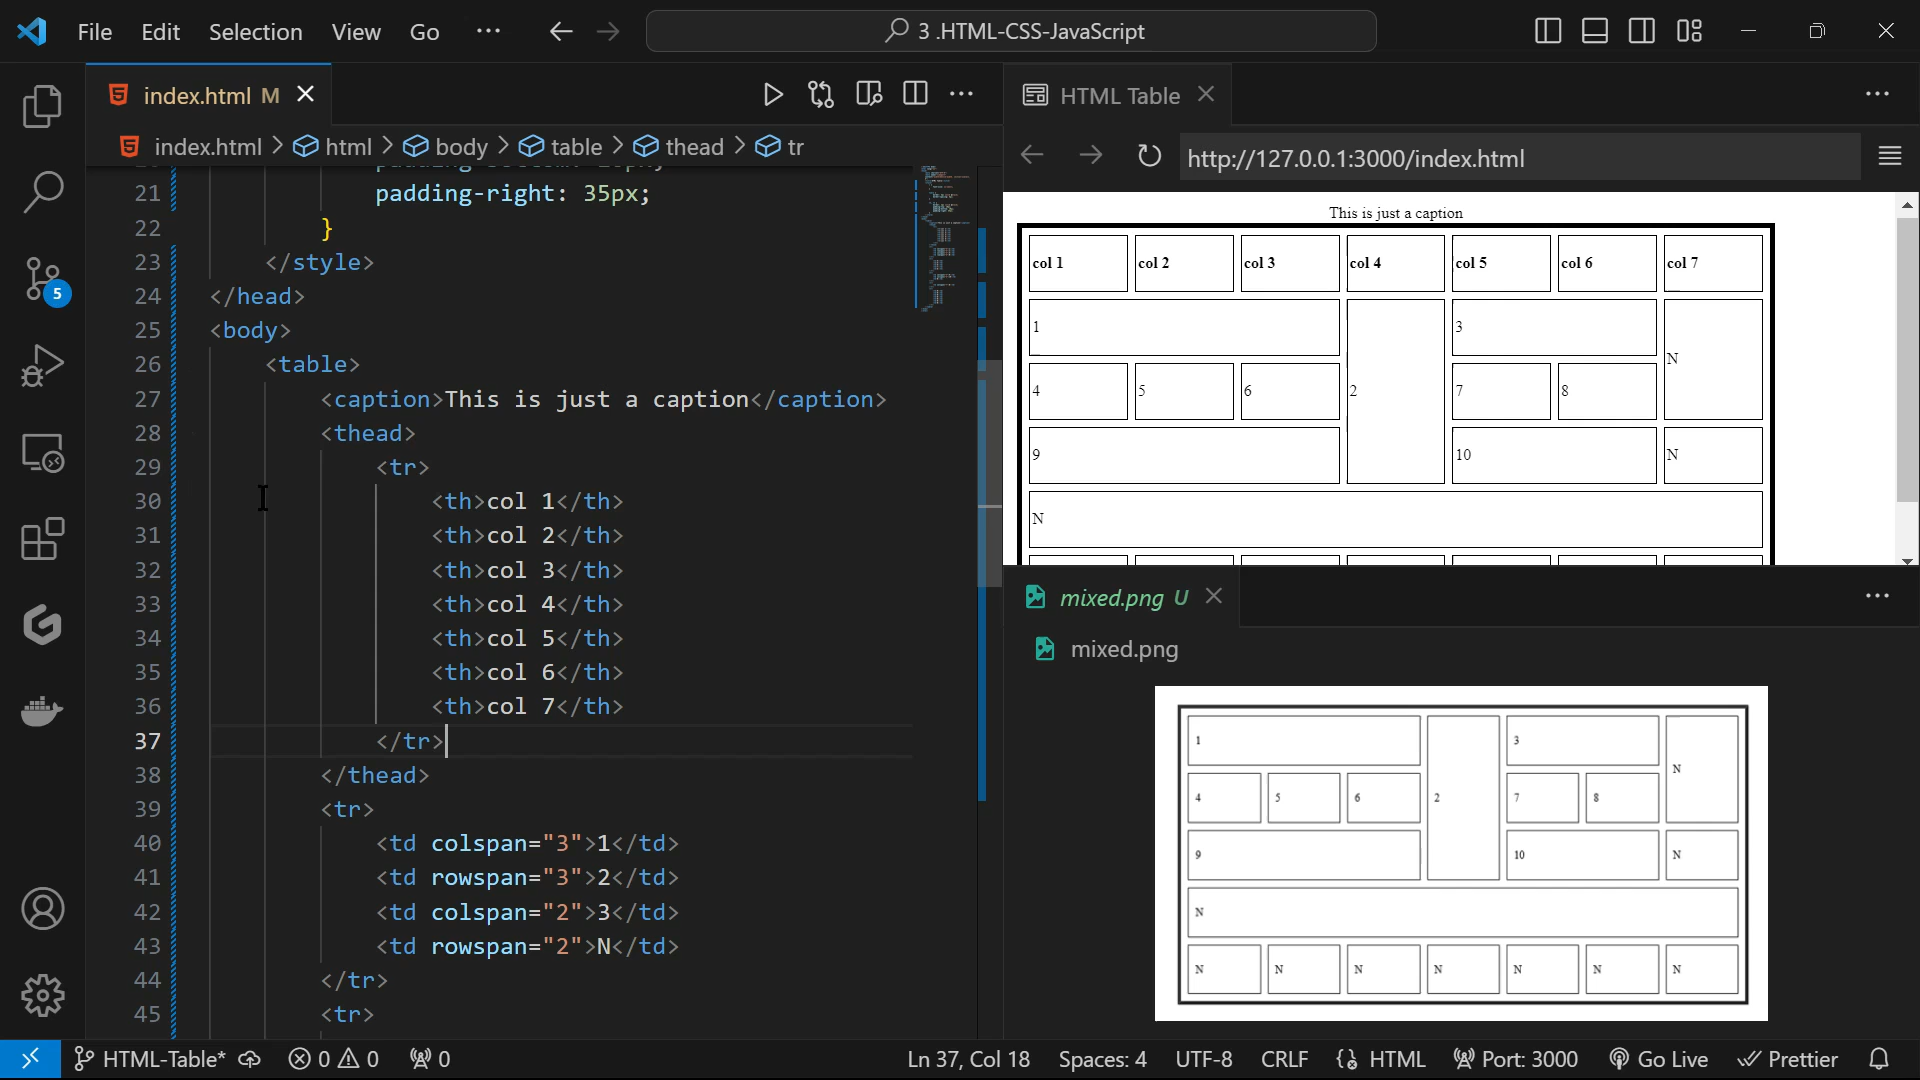 File Edit Selection View Go ··· 3 .HTML-CSS-JavaScript
index.html M
index.html > html > body > table > thead > tr
21 padding-right: 35px;
22 }
23 </style>
24 </head>
25 <body>
26 <table>
27 <caption>This is just a caption</caption>
28 <thead>
29 <tr>
30 <th>col 1</th>
31 <th>col 2</th>
32 <th>col 3</th>
33 <th>col 4</th>
34 <th>col 5</th>
35 <th>col 6</th>
36 <th>col 7</th>
37 </tr>
38 </thead>
39 <tr>
40 <td colspan="3">1</td>
41 <td rowspan="3">2</td>
42 <td colspan="2">3</td>
43 <td rowspan="2">N</td>
44 </tr>
45 <tr>
5
HTML Table
http://127.0.0.1:3000/index.html
This is just a caption
col 1 col 2 col 3 col 4 col 5 col 6 col 7
1 3
N
4 5 6 2 7 8
9 10 N
N
mixed.png U
mixed.png
1 3
N
4 5 6 2 7 8
9 10 N
N
N N N N N N N
HTML-Table* 0 0 0 Ln 37, Col 18 Spaces: 4 UTF-8 CRLF HTML Port: 3000 Go Live Prettier